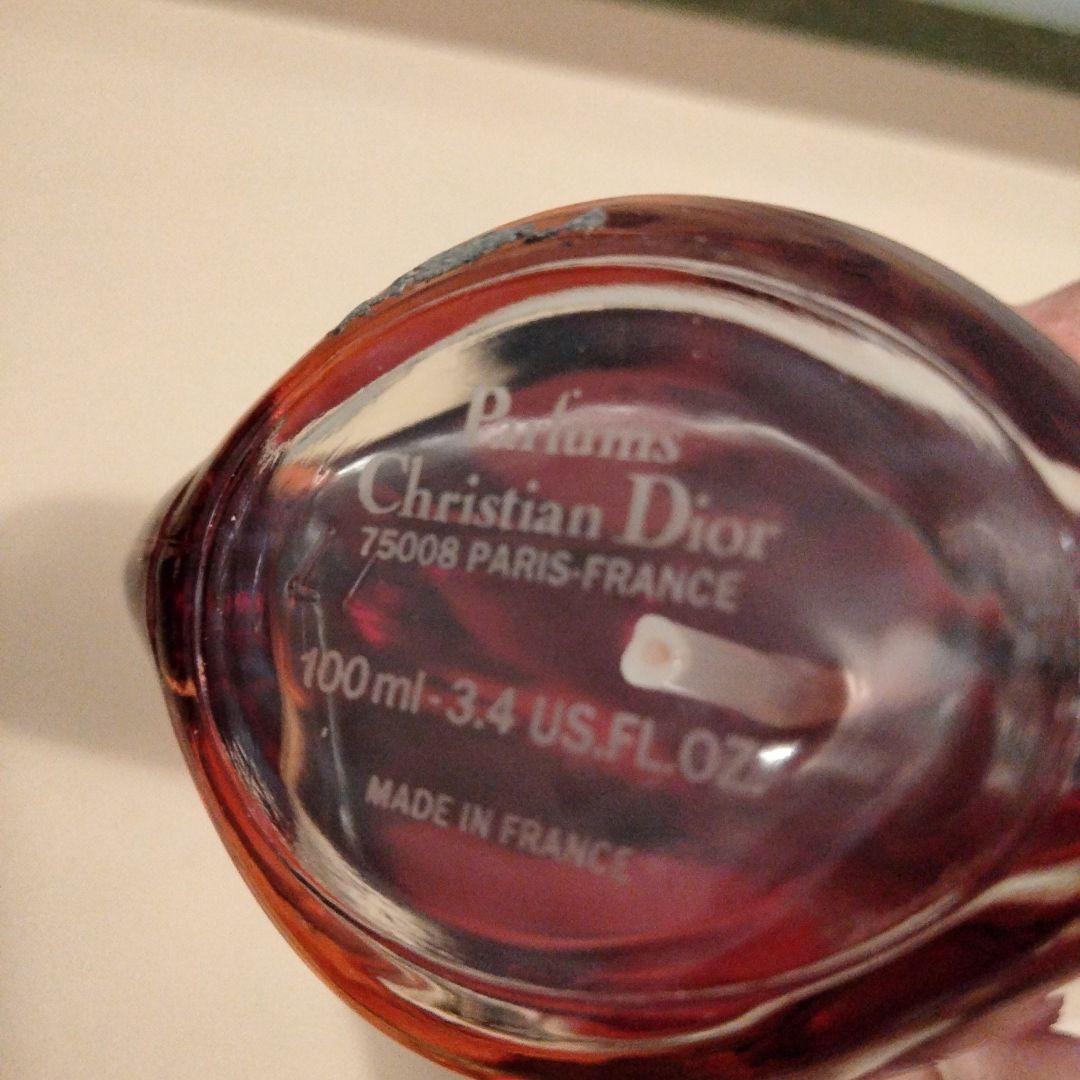 Parfums
Christian Dior
75008 PARIS-FRANCE
100ml-3.4 US.FL.OZ.
MADE IN FRANCE